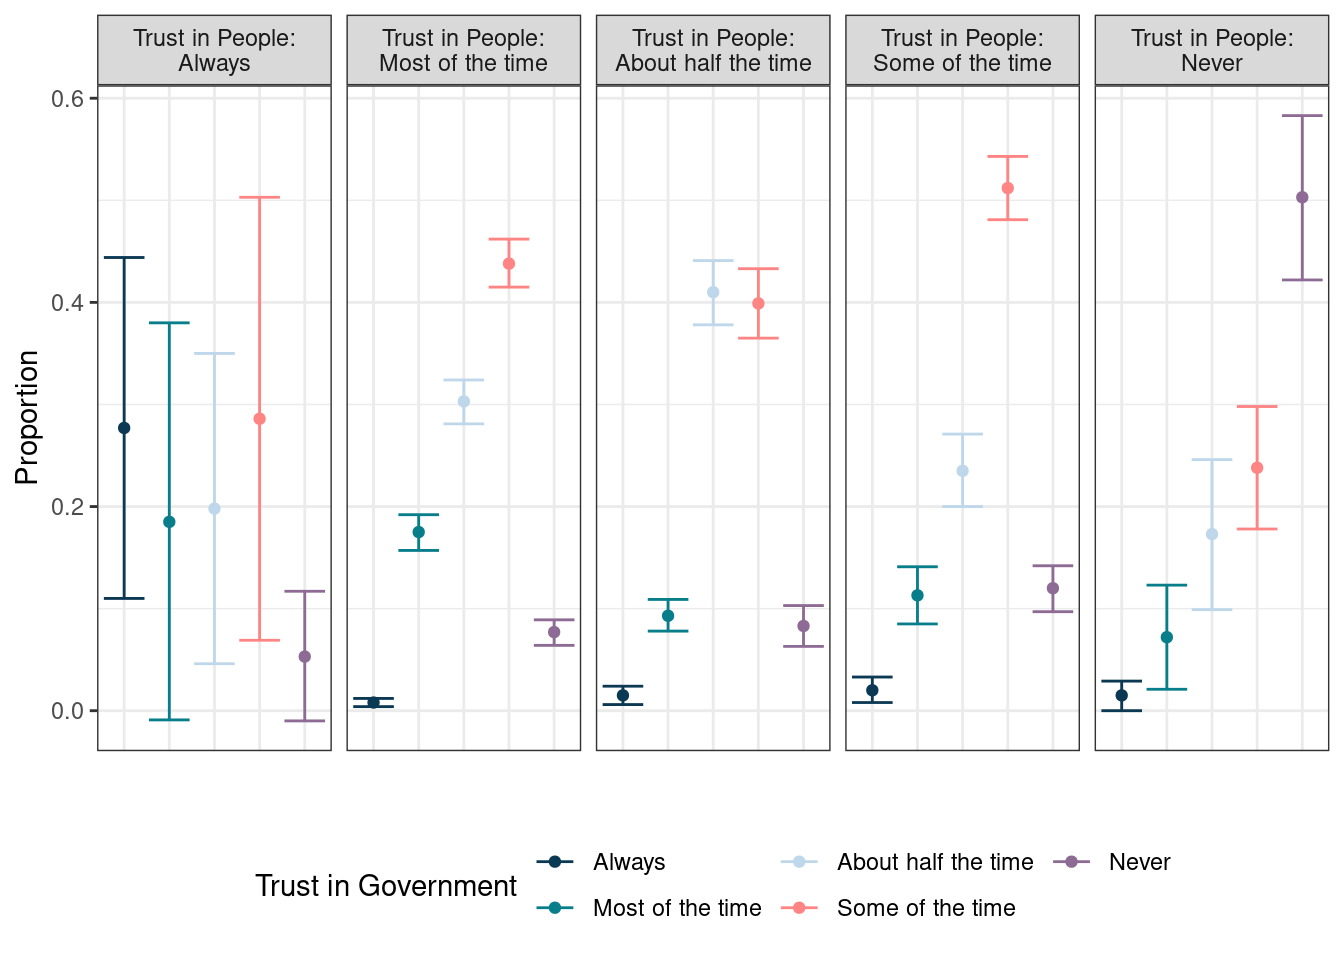 Trust in People:
Always
Trust in People:
Most of the time
Trust in People:
About half the time
Trust in People:
Some of the time
Trust in People:
Never
0.6
0.4
0.2
0.0
Proportion
Trust in Government
Always
Most of the time
About half the time
Some of the time
Never